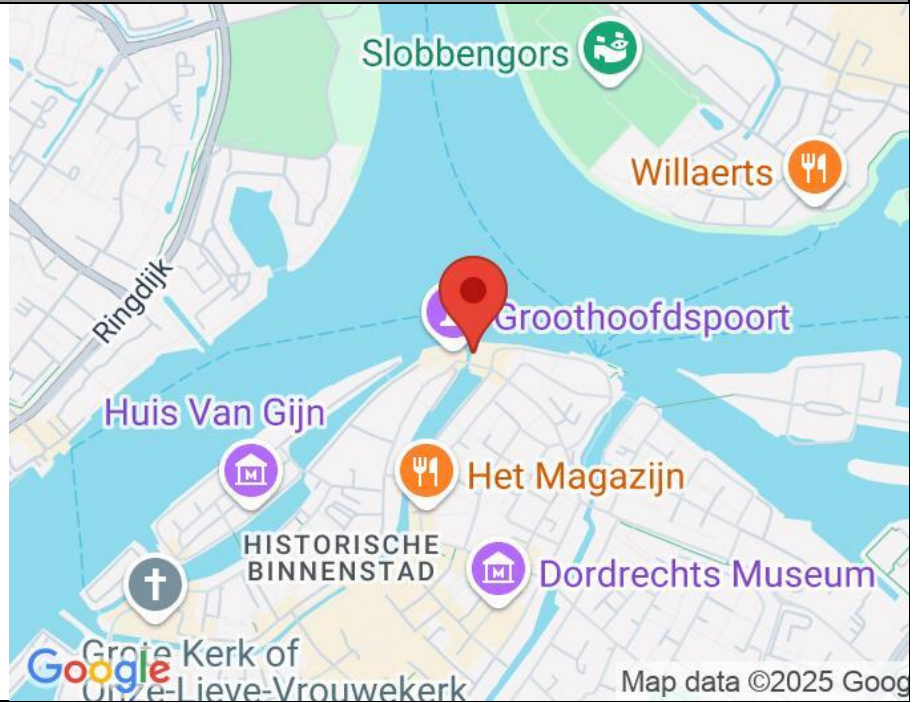 Slobbengors
Willaerts
Ringdijk
Groothoofdspoort
Huis Van Gijn
Het Magazijn
HISTORISCHE
BINNENSTAD
Dordrechts Museum
Grote Kerk of
Onze-Lieve-Vrouwekerk
Google
Map data ©2025 Goog